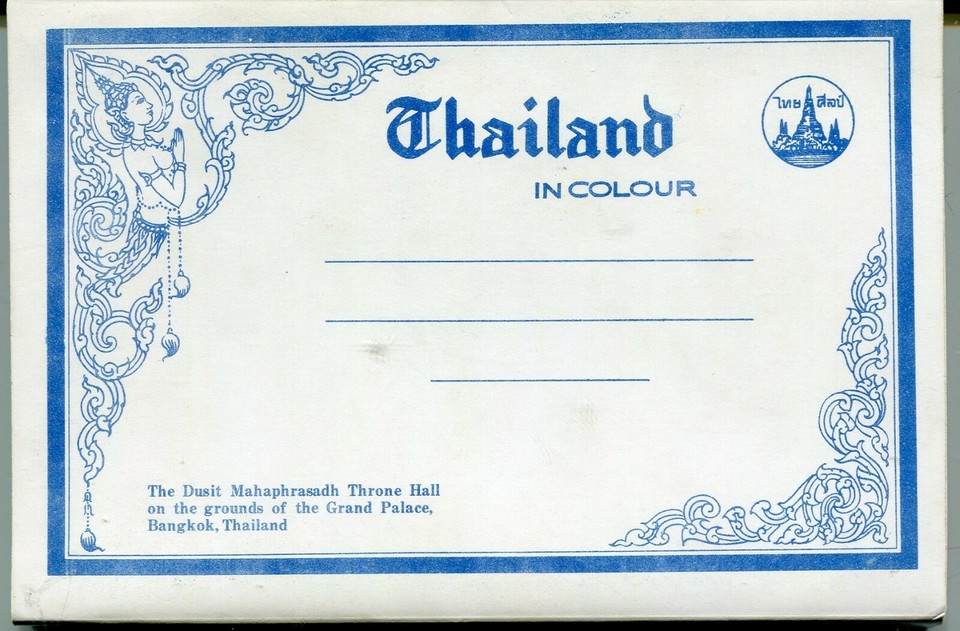 Thailand
IN COLOUR
ไทย ศิลป์
The Dusit Mahaphrasadh Throne Hall
on the grounds of the Grand Palace,
Bangkok, Thailand